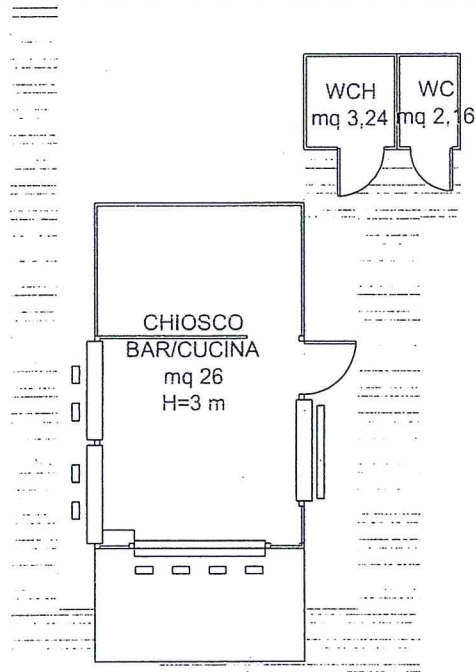 WCH
mq 3,24
WC
mq 2,16
CHIOSCO
BAR/CUCINA
mq 26
H=3 m